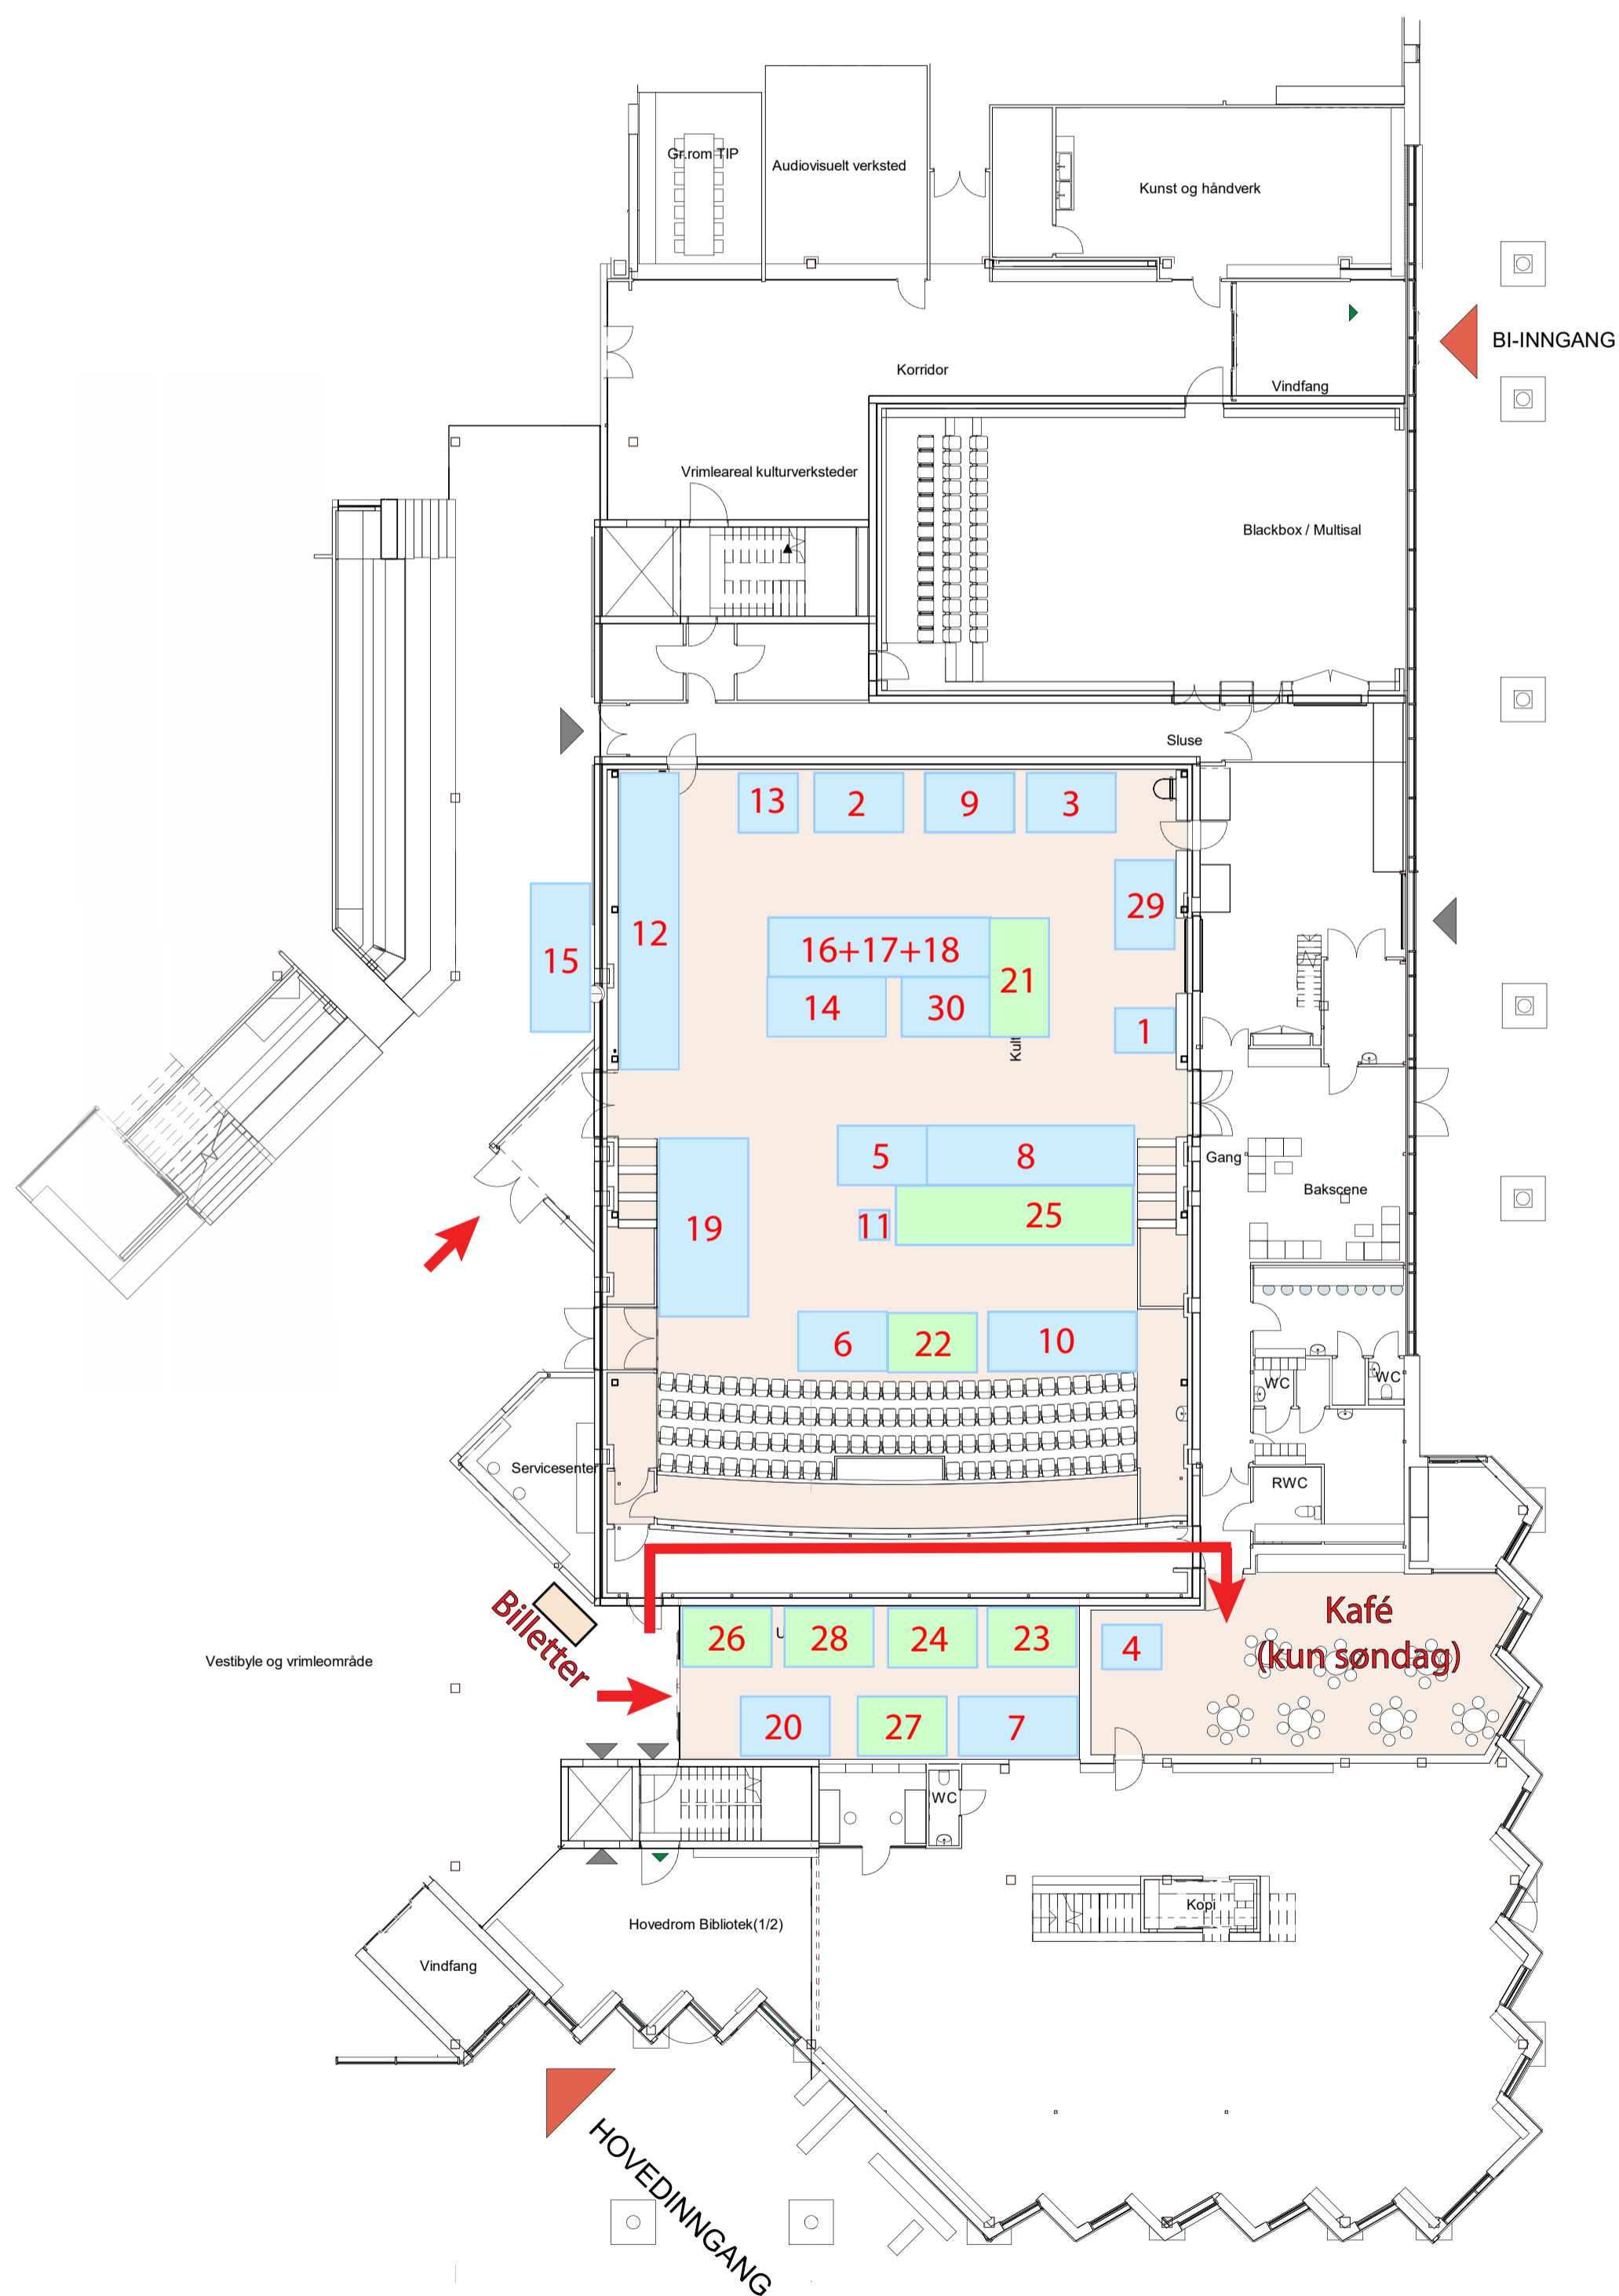 Gr.rom TIP
Audiovisuelt verksted
Kunst og håndverk
BI-INNGANG
Korridor
Vindfang
Vrimleareal kulturverksteder
Blackbox / Multisal
Sluse
13
2
9
3
29
12
15
16+17+18
21
14
30
1
Kult
5
8
Gang
Bakscene
25
11
19
6
22
10
WC
WC
Servicesenter
RWC
Billetter
Kafé
(kun søndag)
26
U
28
24
23
4
Vestibyle og vrimleområde
20
27
7
WC
Kopi
Hovedrom Bibliotek(1/2)
Vindfang
HOVEDINNGANG